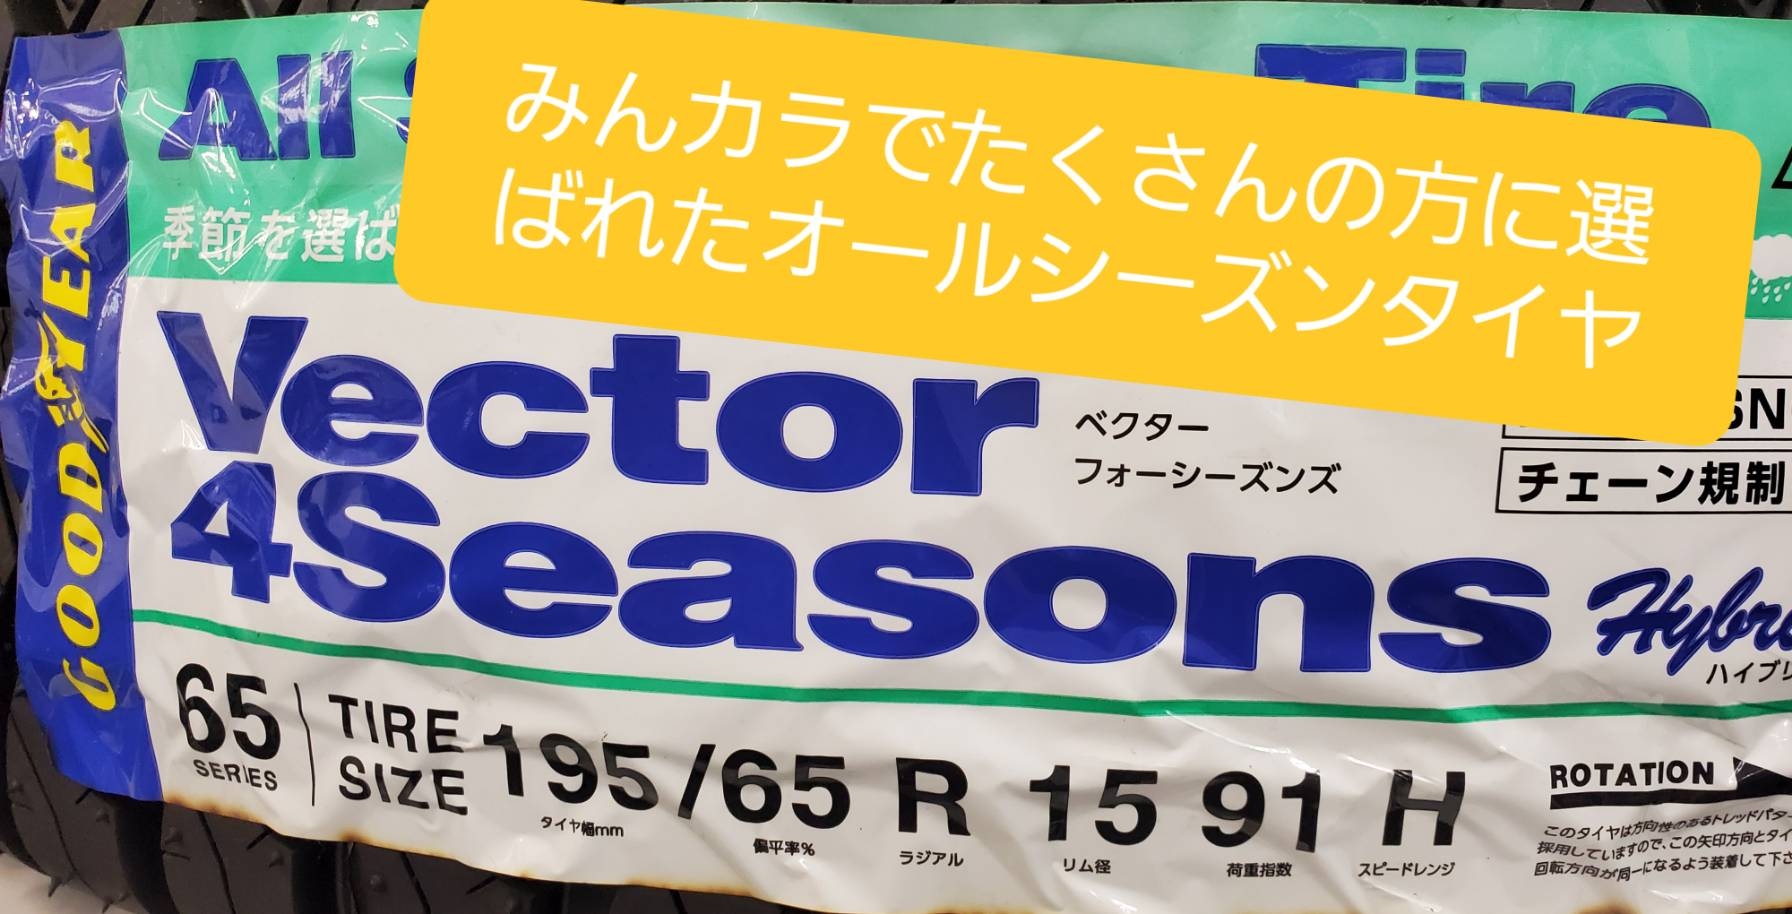 GOODYEAR
All
Tire
みんカラでたくさんの方に選
ばれたオールシーズンタイヤ
季節を選ば
Vector
4Seasons
ベクター
フォーシーズンズ
SN
チェーン規制
Hybr
ハイブリ
65
SERIES
TIRE
SIZE
195/65 R 15 91 H
タイヤ幅mm 偏平率% ラジアル リム径 荷重指数 スピードレンジ
ROTATION
このタイヤは方向性のあるトレッドパター
採用していますので、この矢印方向とタイ
回転方向が同一になるよう装着して下さ